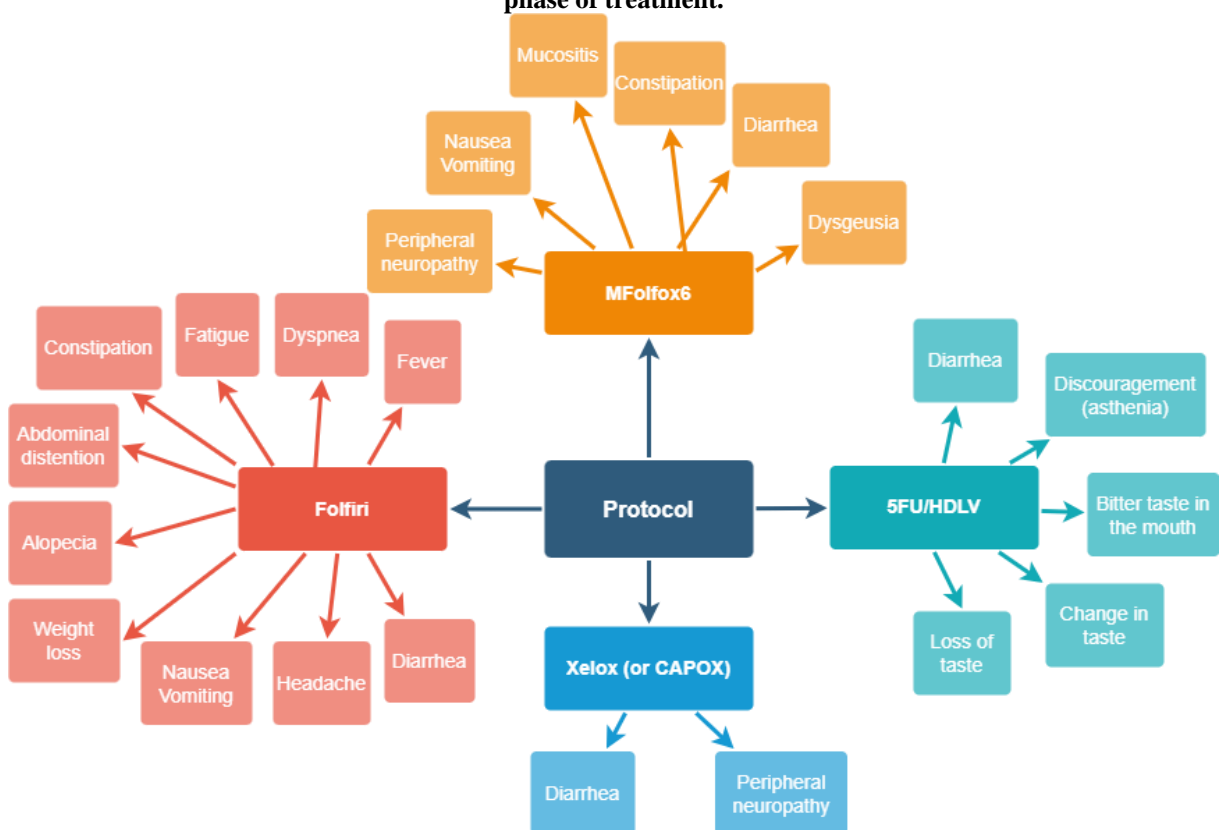 phase of treatment.
Mucositis
Constipation
Diarrhea
Nausea
Vomiting
Dysgeusia
Peripheral
neuropathy
MFolfox6
Constipation
Fatigue
Dyspnea
Fever
Abdominal
distention
Alopecia
Weight
loss
Nausea
Vomiting
Headache
Diarrhea
Folfiri
Protocol
5FU/HDLV
Diarrhea
Discouragement
(asthenia)
Bitter taste in
the mouth
Change in
taste
Loss of
taste
Xelox (or CAPOX)
Diarrhea
Peripheral
neuropathy